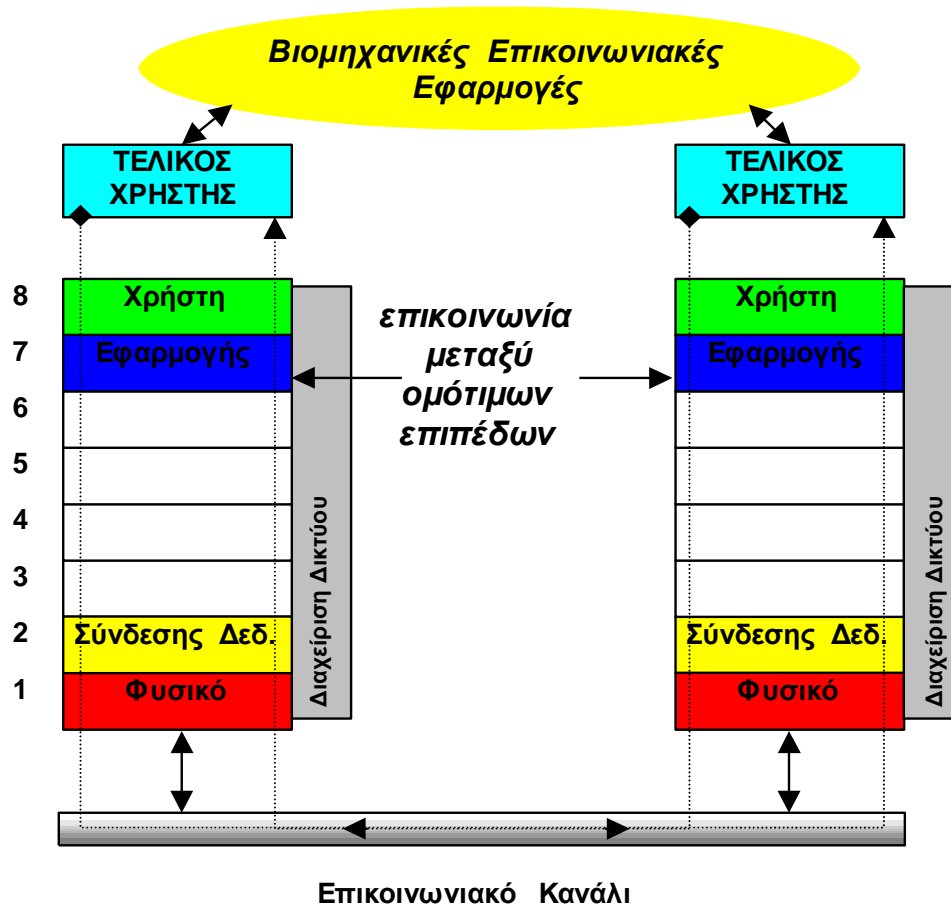 Βιομηχανικές Επικοινωνιακές
Εφαρμογές
ΤΕΛΙΚΟΣ
ΧΡΗΣΤΗΣ
ΤΕΛΙΚΟΣ
ΧΡΗΣΤΗΣ
8
Χρήστη
Χρήστη
7
Εφαρμογής
Εφαρμογής
επικοινωνία
μεταξύ
ομότιμων
επιπέδων
6
5
4
3
2
Σύνδεσης Δεδ.
Σύνδεσης Δεδ.
1
Φυσικό
Φυσικό
Διαχείριση Δικτύου
Διαχείριση Δικτύου
Επικοινωνιακό Κανάλι